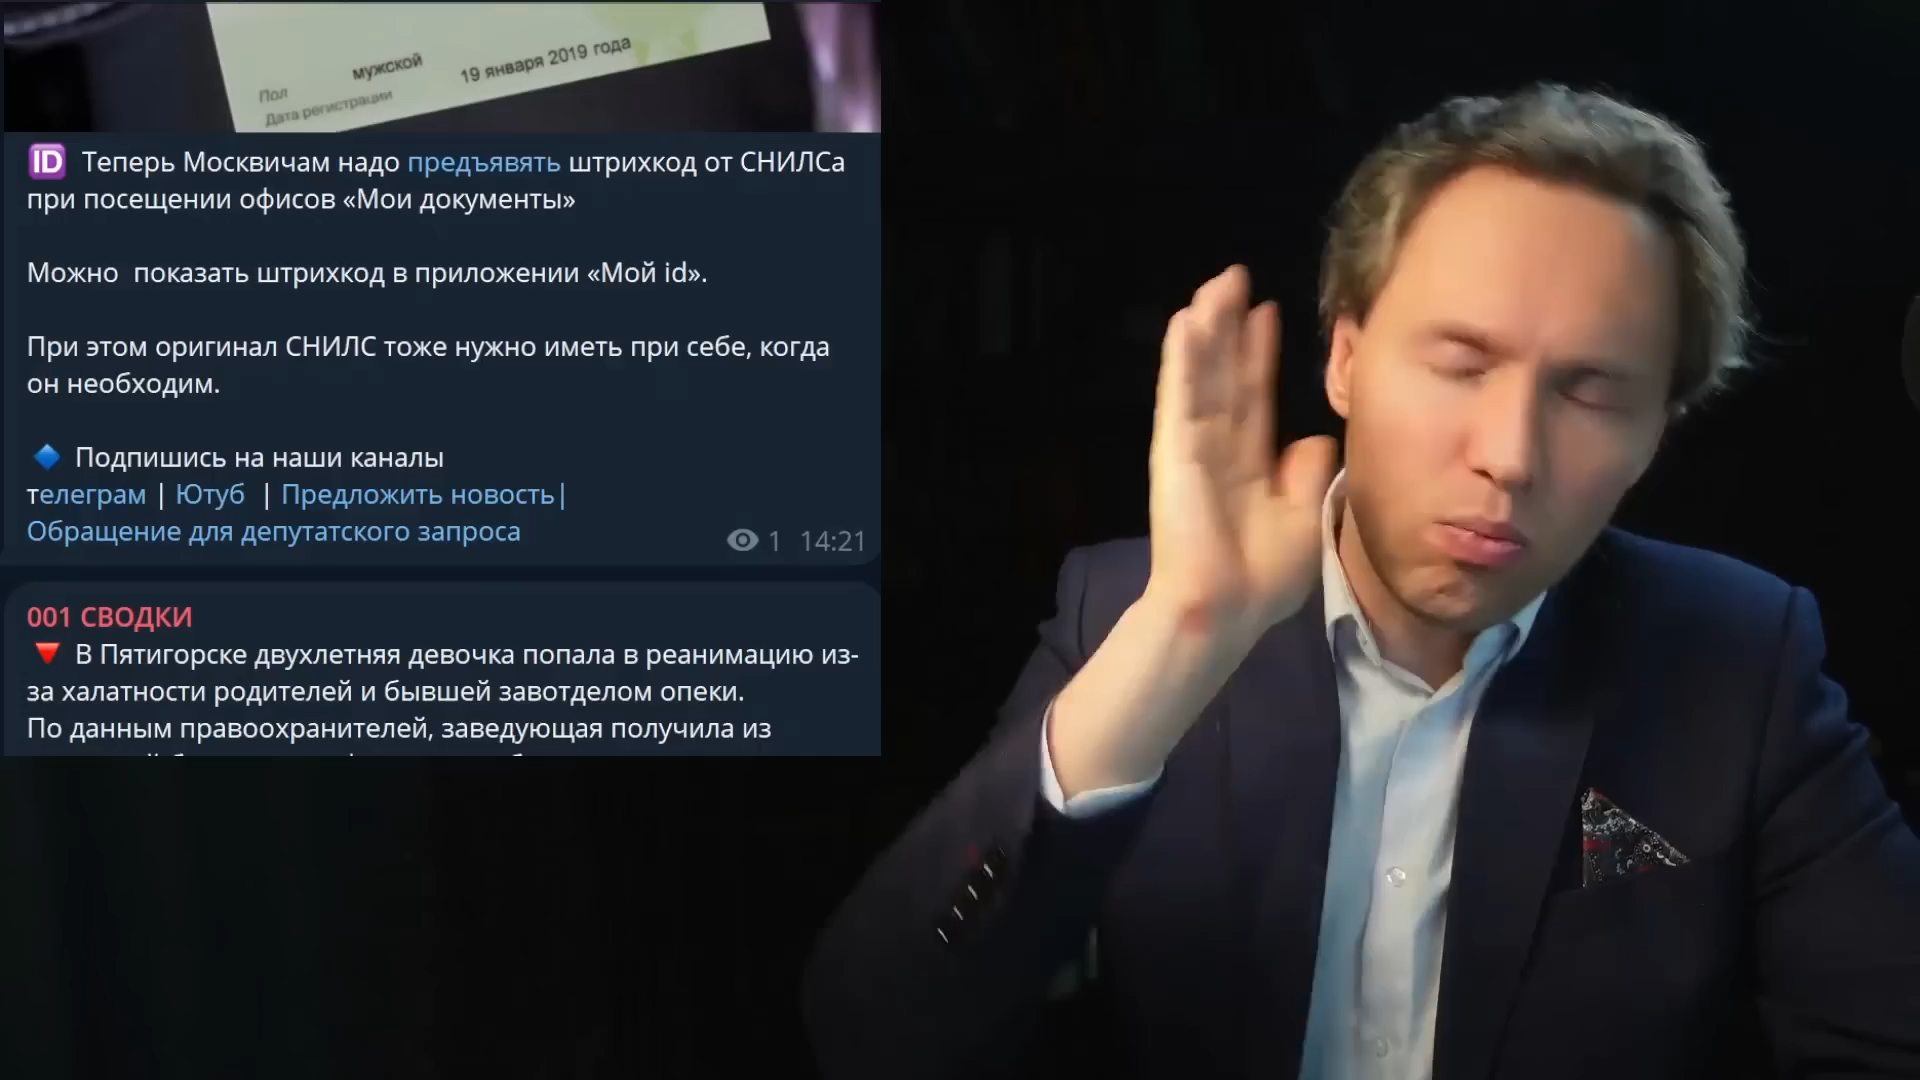 мужской
19 января 2019 года
Пол
Дата регистрации
ID Теперь Москвичам надо предъявять штрихкод от СНИЛСа
при посещении офисов «Мои документы»
Можно показать штрихкод в приложении «Мой id».
При этом оригинал СНИЛС тоже нужно иметь при себе, когда
он необходим.
Подпишись на наши каналы
телеграм | Ютуб | Предложить новость|
Обращение для депутатского запроса
1 14:21
001 СВОДКИ
В Пятигорске двухлетняя девочка попала в реанимацию из-
за халатности родителей и бывшей завотделом опеки.
По данным правоохранителей, заведующая получила из